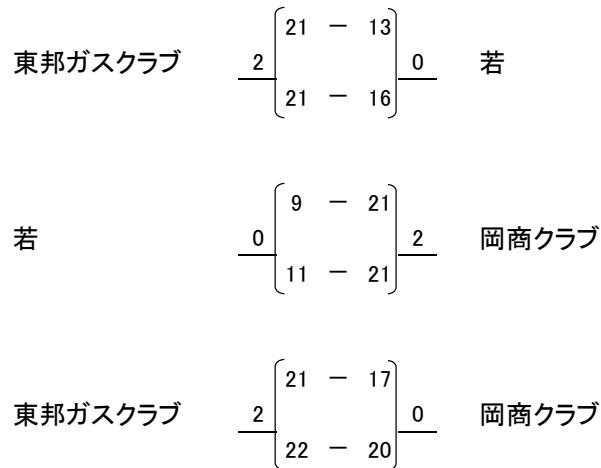 21 － 13
東邦ガスクラブ 2 0 若
21 － 16
9 － 21
若 0 2 岡商クラブ
11 － 21
21 － 17
東邦ガスクラブ 2 0 岡商クラブ
22 － 20